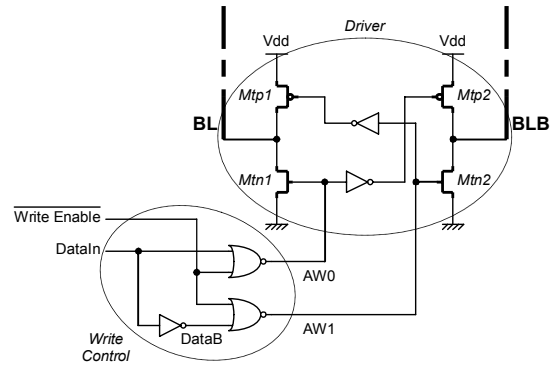 Driver
Vdd
Vdd
Mtp1
Mtp2
BL
BLB
Mtn1
Mtn2
Write Enable
DataIn
AW0
AW1
DataB
Write
Control